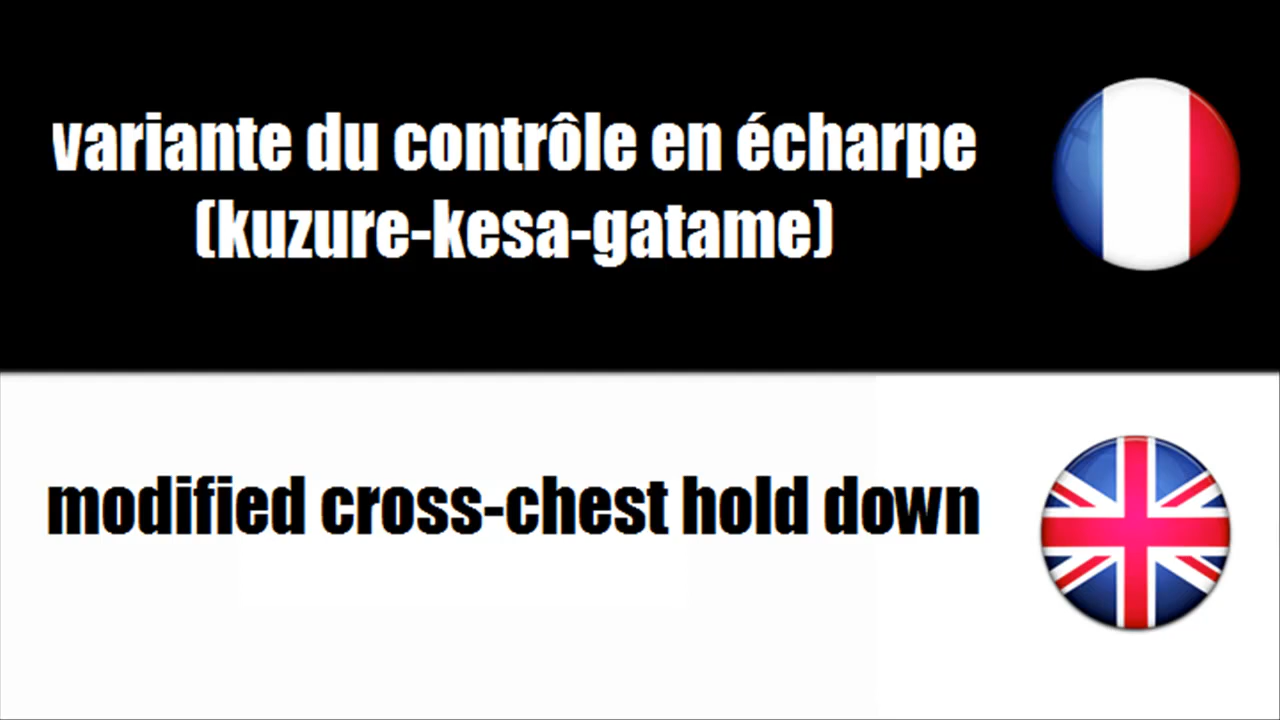 variante du contrôle en écharpe
(kuzure-kesa-gatame)
modified cross-chest hold down